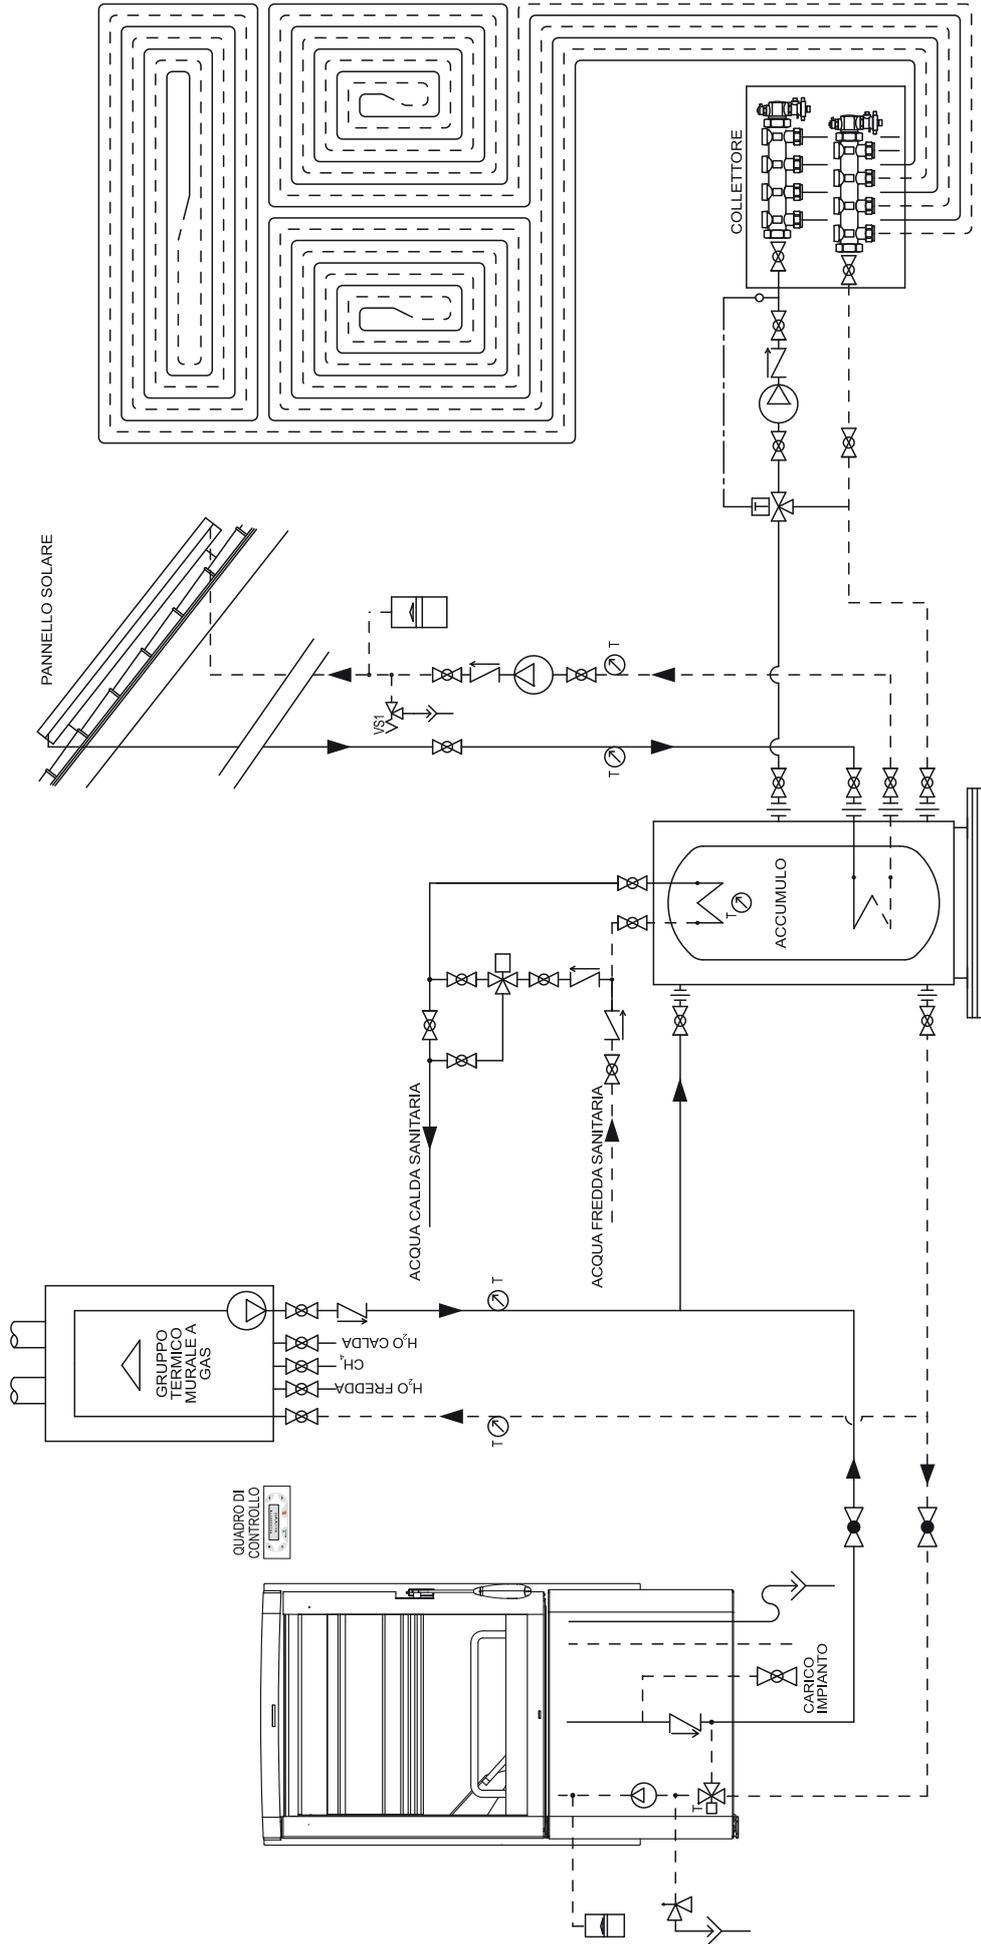 PANNELLO SOLARE
COLLETTORE
T
VS1
T
T
ACCUMULO
T
ACQUA CALDA SANITARIA
ACQUA FREDDA SANITARIA
GRUPPO
TERMICO
MURALE A
GAS
H₂O CALDA
CH₄
H₂O FREDDA
T
T
QUADRO DI
CONTROLLO
CARICO
IMPIANTO
T